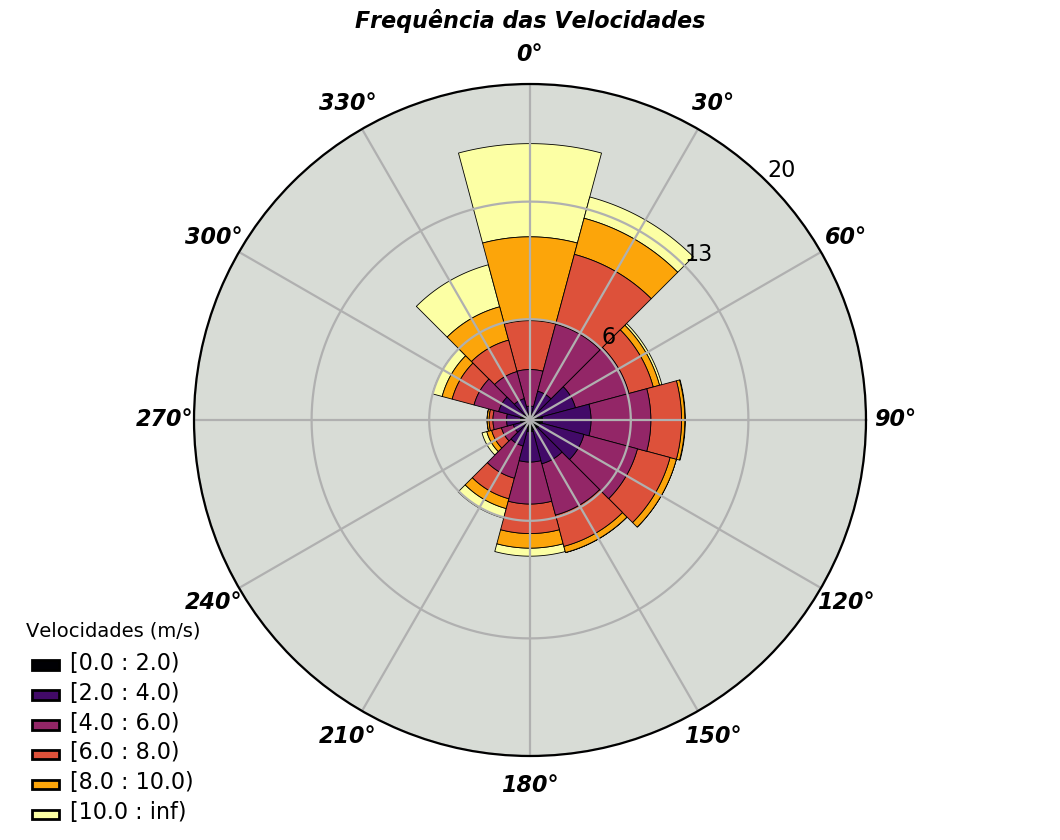 Frequência das Velocidades
0°
330°
30°
20
300°
60°
13
6
270°
90°
240°
120°
210°
150°
180°
Velocidades (m/s)
[0.0 : 2.0)
[2.0 : 4.0)
[4.0 : 6.0)
[6.0 : 8.0)
[8.0 : 10.0)
[10.0 : inf)